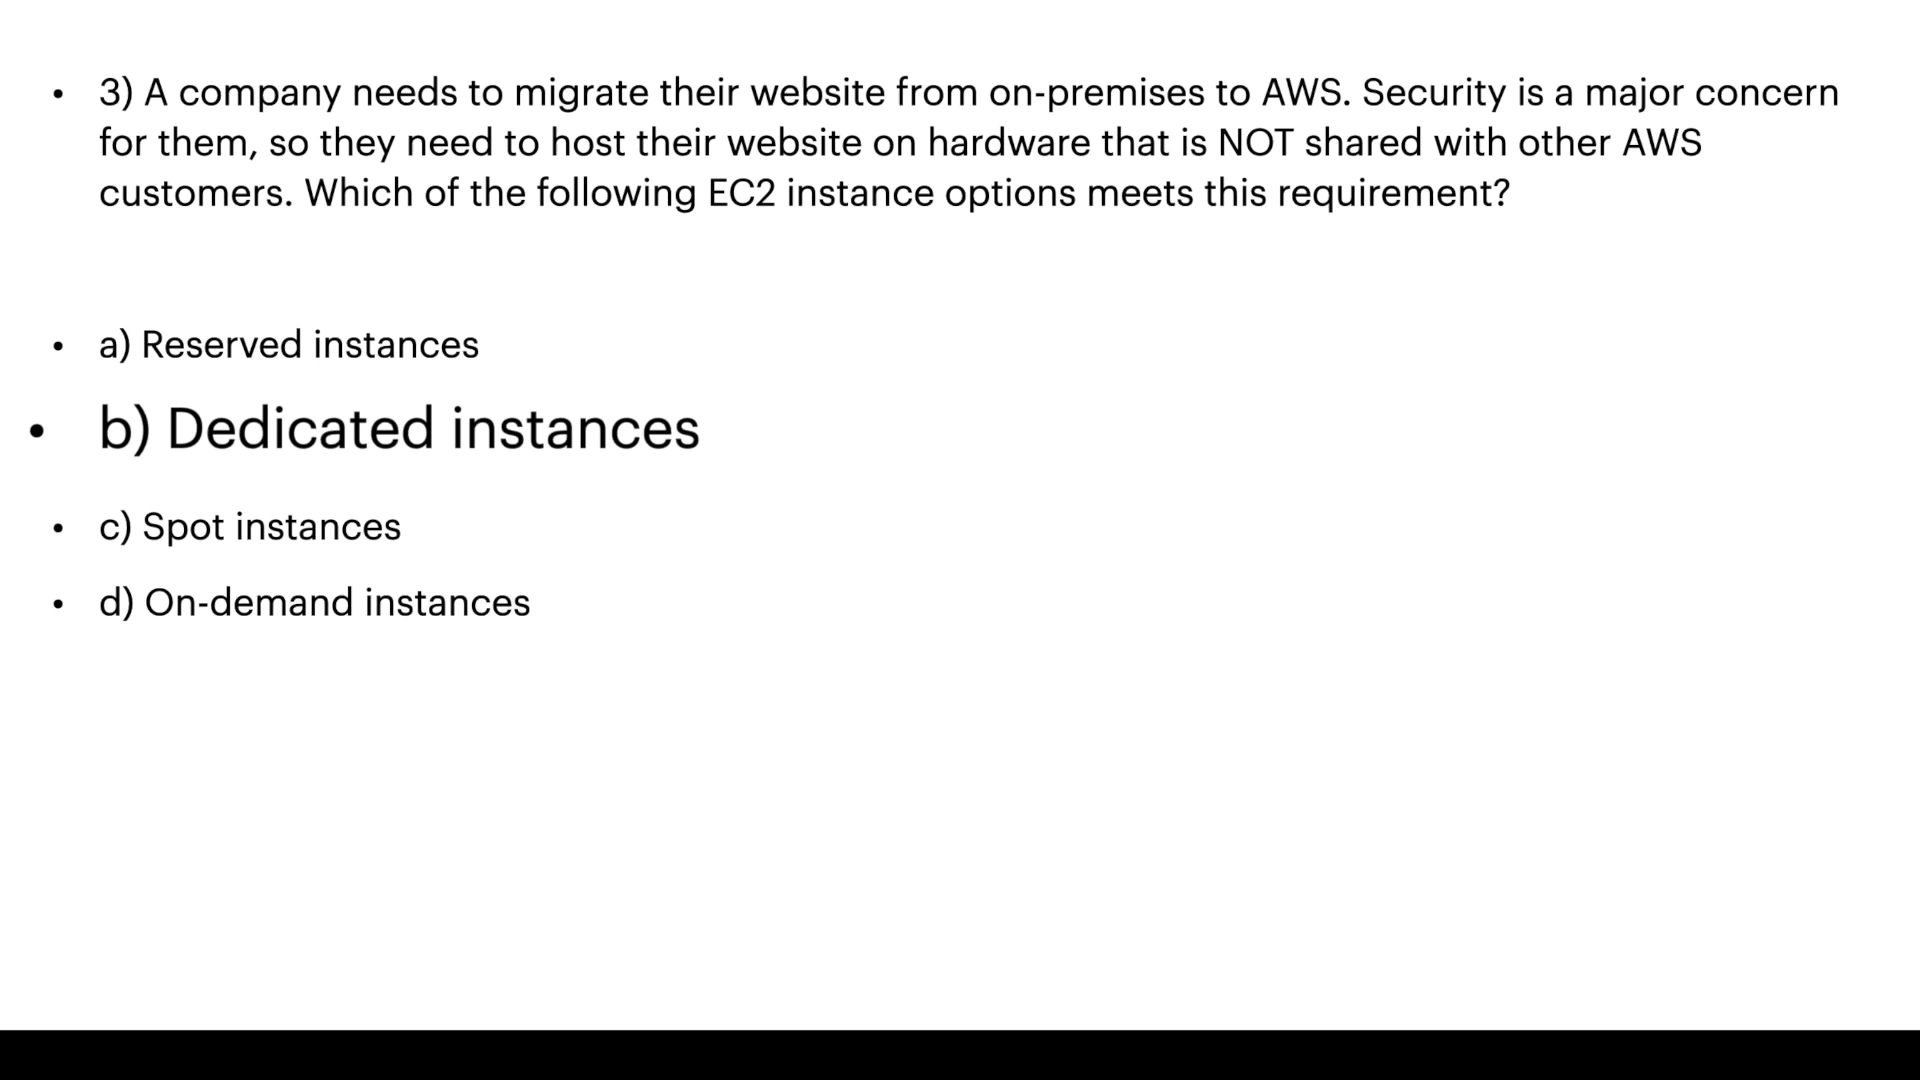 • 3) A company needs to migrate their website from on-premises to AWS. Security is a major concern
for them, so they need to host their website on hardware that is NOT shared with other AWS
customers. Which of the following EC2 instance options meets this requirement?
• a) Reserved instances
• b) Dedicated instances
• c) Spot instances
• d) On-demand instances